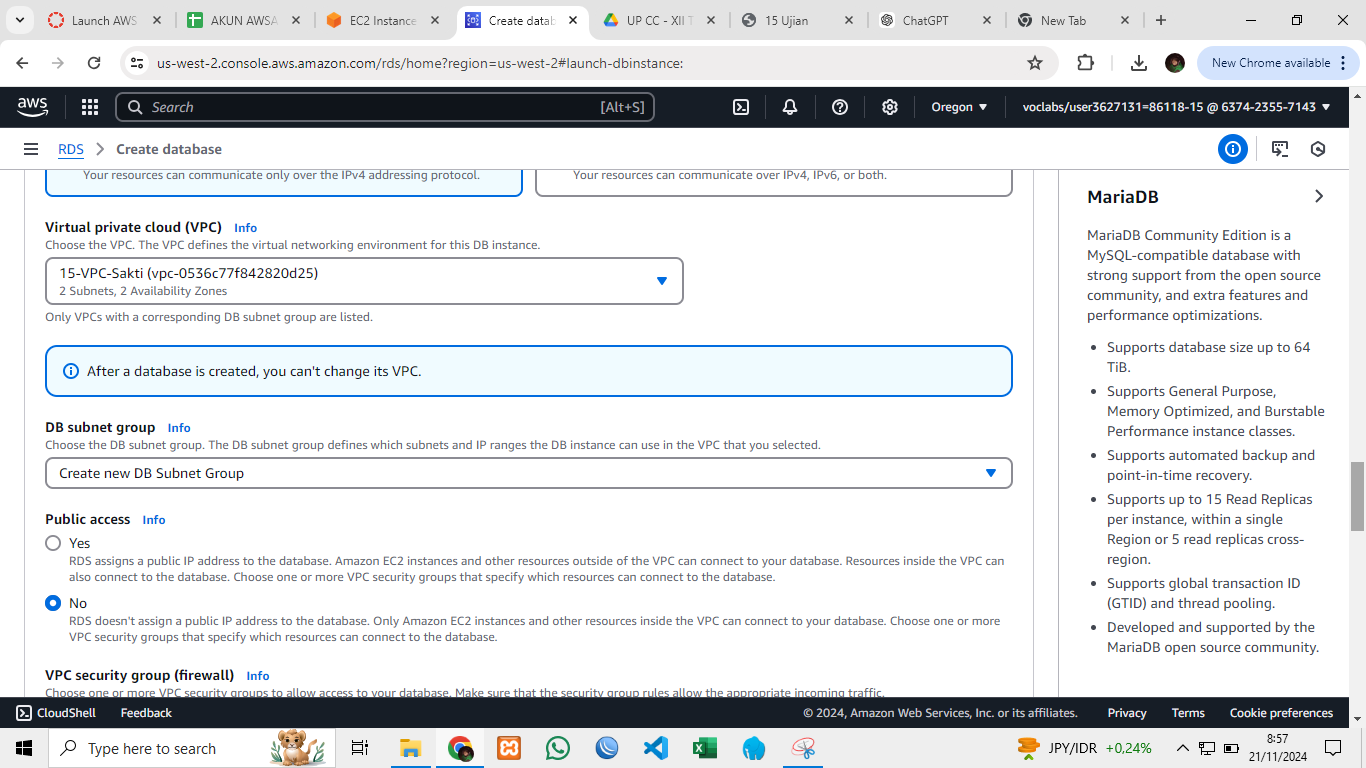 Launch AWS
AKUN AWSA
EC2 Instance
Create datab
UP CC - XII T
15 Ujian
ChatGPT
New Tab
us-west-2.console.aws.amazon.com/rds/home?region=us-west-2#launch-dbinstance:
New Chrome available
aws
Search
[Alt+S]
Oregon
voclabs/user3627131=86118-15 @ 6374-2355-7143
RDS
Create database
Your resources can communicate only over the IPv4 addressing protocol.
Your resources can communicate over IPv4, IPv6, or both.
Virtual private cloud (VPC) Info
Choose the VPC. The VPC defines the virtual networking environment for this DB instance.
15-VPC-Sakti (vpc-0536c77f842820d25)
2 Subnets, 2 Availability Zones
Only VPCs with a corresponding DB subnet group are listed.
After a database is created, you can't change its VPC.
DB subnet group Info
Choose the DB subnet group. The DB subnet group defines which subnets and IP ranges the DB instance can use in the VPC that you selected.
Create new DB Subnet Group
Public access Info
Yes
RDS assigns a public IP address to the database. Amazon EC2 instances and other resources outside of the VPC can connect to your database. Resources inside the VPC can
also connect to the database. Choose one or more VPC security groups that specify which resources can connect to the database.
No
RDS doesn't assign a public IP address to the database. Only Amazon EC2 instances and other resources inside the VPC can connect to your database. Choose one or more
VPC security groups that specify which resources can connect to the database.
VPC security group (firewall) Info
Choose one or more VPC security groups to allow access to your database. Make sure that the security group rules allow the appropriate incoming traffic.
MariaDB
MariaDB Community Edition is a
MySQL-compatible database with
strong support from the open source
community, and extra features and
performance optimizations.
• Supports database size up to 64
TiB.
• Supports General Purpose,
Memory Optimized, and Burstable
Performance instance classes.
• Supports automated backup and
point-in-time recovery.
• Supports up to 15 Read Replicas
per instance, within a single
Region or 5 read replicas cross-
region.
• Supports global transaction ID
(GTID) and thread pooling.
• Developed and supported by the
MariaDB open source community.
CloudShell
Feedback
© 2024, Amazon Web Services, Inc. or its affiliates.
Privacy
Terms
Cookie preferences
Type here to search
JPY/IDR +0,24%
8:57
21/11/2024